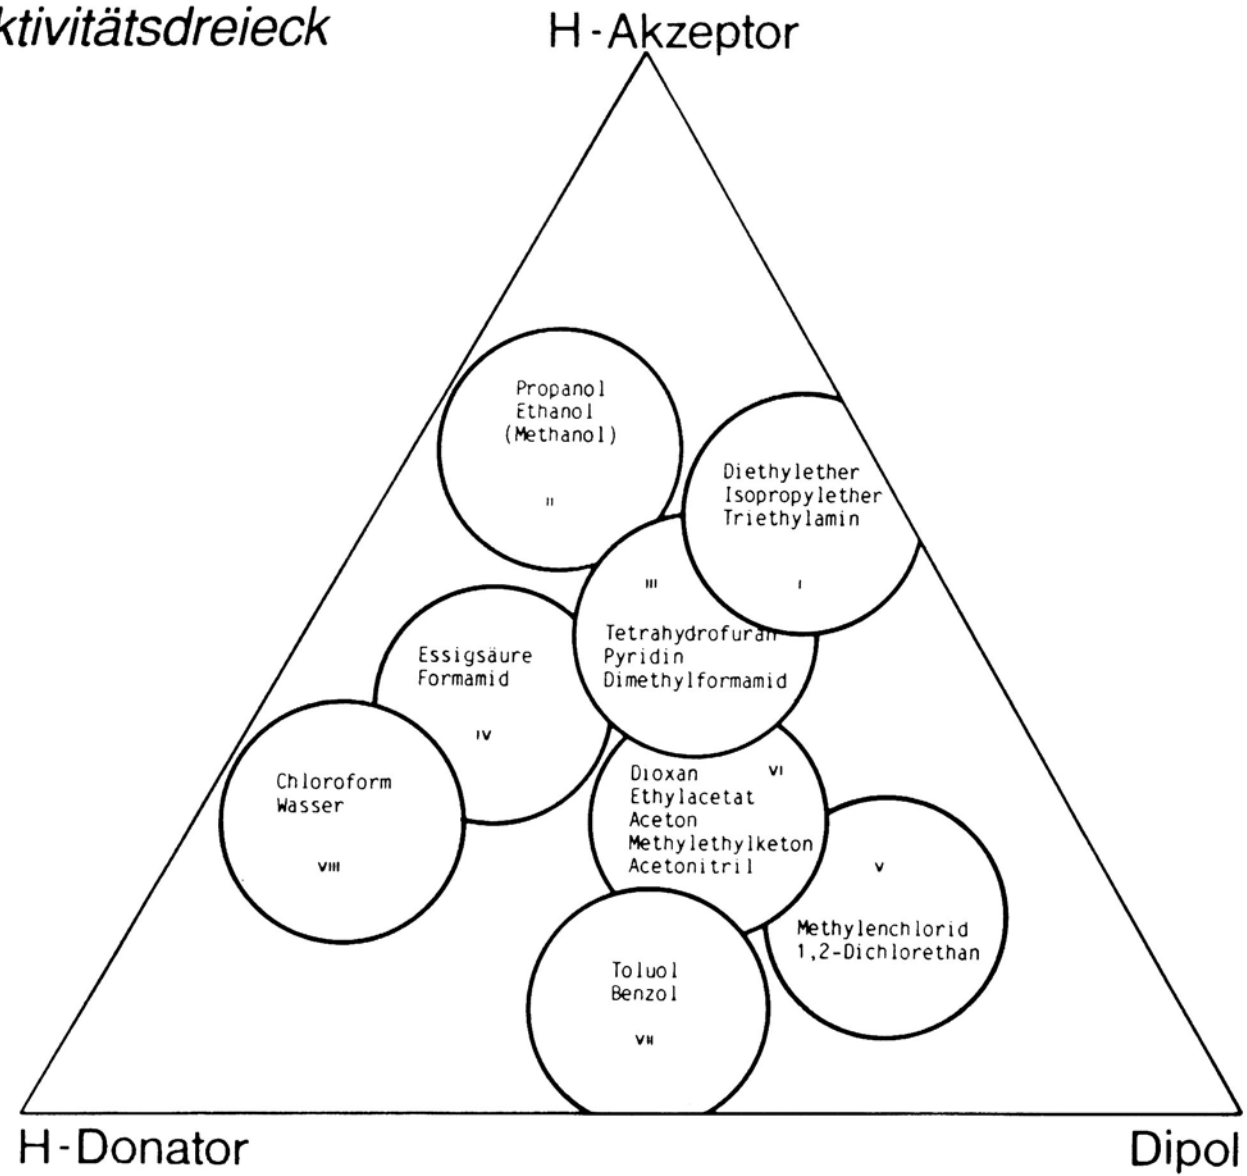 ktivitätsdreieck
H-Akzeptor
Propanol
Ethanol
(Methanol)
II
Diethylether
Isopropylether
Triethylamin
I
III
Tetrahydrofuran
Pyridin
Dimethylformamid
Essigsäure
Formamid
IV
Chloroform
Wasser
VIII
Dioxan VI
Ethylacetat
Aceton
Methylethylketon
Acetonitril
V
Methylenchlorid
1,2-Dichlorethan
Toluol
Benzol
VII
H-Donator
Dipol